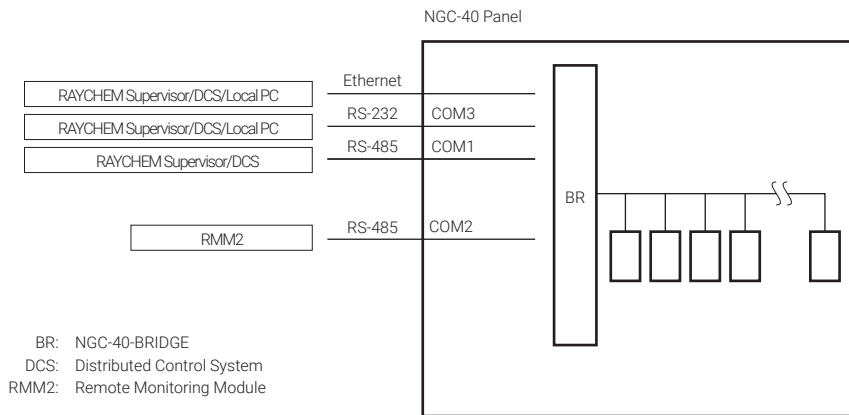 NGC-40 Panel
Ethernet
RAYCHEM Supervisor/DCS/Local PC
RS-232 COM3
RAYCHEM Supervisor/DCS/Local PC
RS-485 COM1
RAYCHEM Supervisor/DCS
BR
RS-485 COM2
RMM2
BR: NGC-40-BRIDGE
DCS: Distributed Control System
RMM2: Remote Monitoring Module